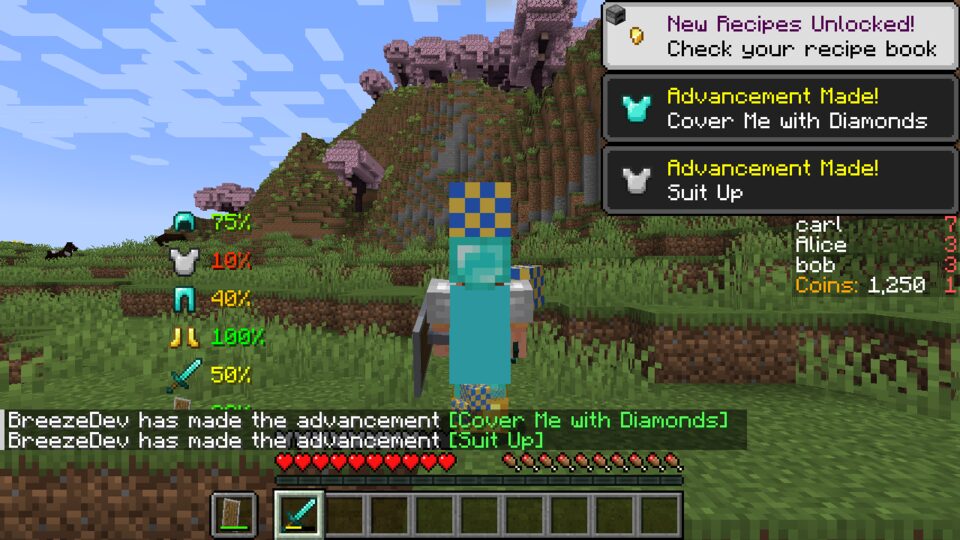 New Recipes Unlocked!
Check your recipe book
Advancement Made!
Cover Me with Diamonds
Advancement Made!
Suit Up
75%
10%
40%
100%
50%
carl 7
Alice 3
bob 3
Coins: 1,250 1
BreezeDev has made the advancement [Cover Me with Diamonds]
BreezeDev has made the advancement [Suit Up]